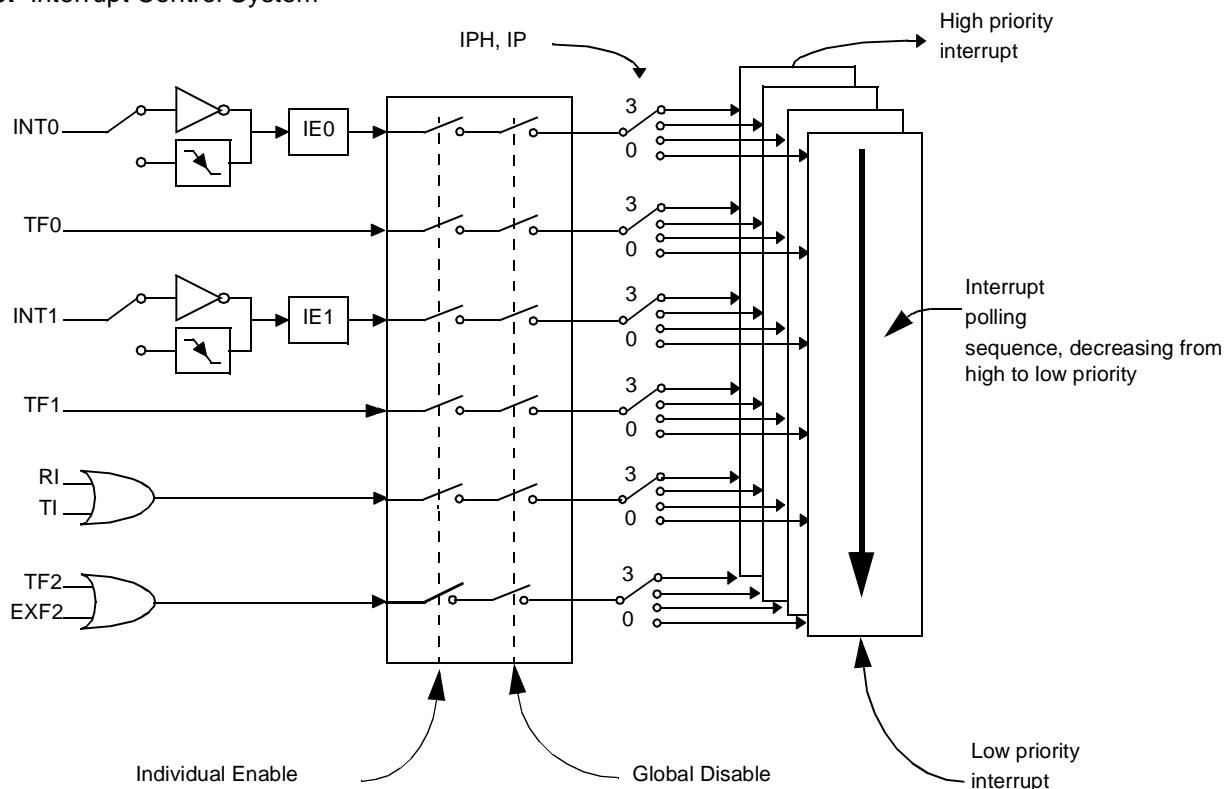 Interrupt Control System
High priority
interrupt
IPH, IP
INT0
IE0
3
0
TF0
3
0
INT1
IE1
3
0
Interrupt
polling
sequence, decreasing from
high to low priority
TF1
3
0
RI
TI
3
0
TF2
EXF2
3
0
Individual Enable
Global Disable
Low priority
interrupt